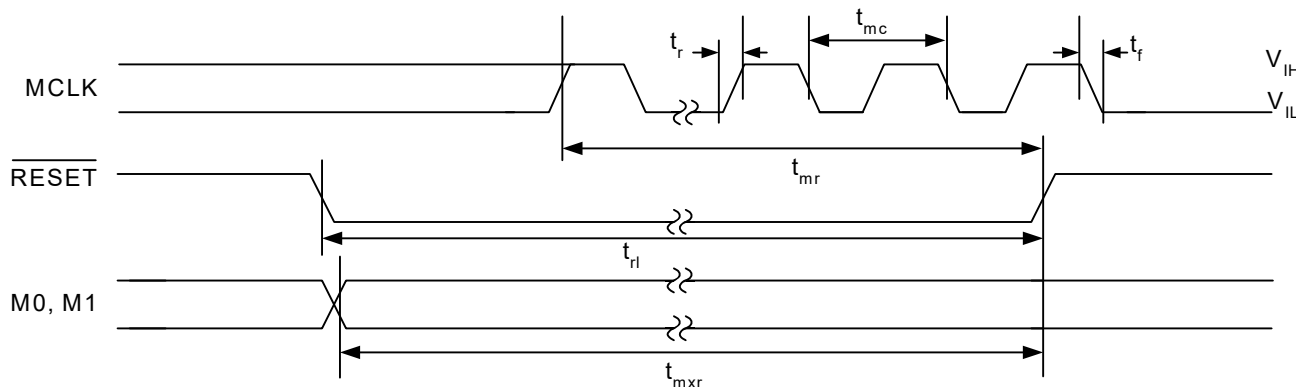 t_mc
t_r
t_f
MCLK
V_IH
V_IL
RESET
t_mr
t_rl
M0, M1
t_mxr